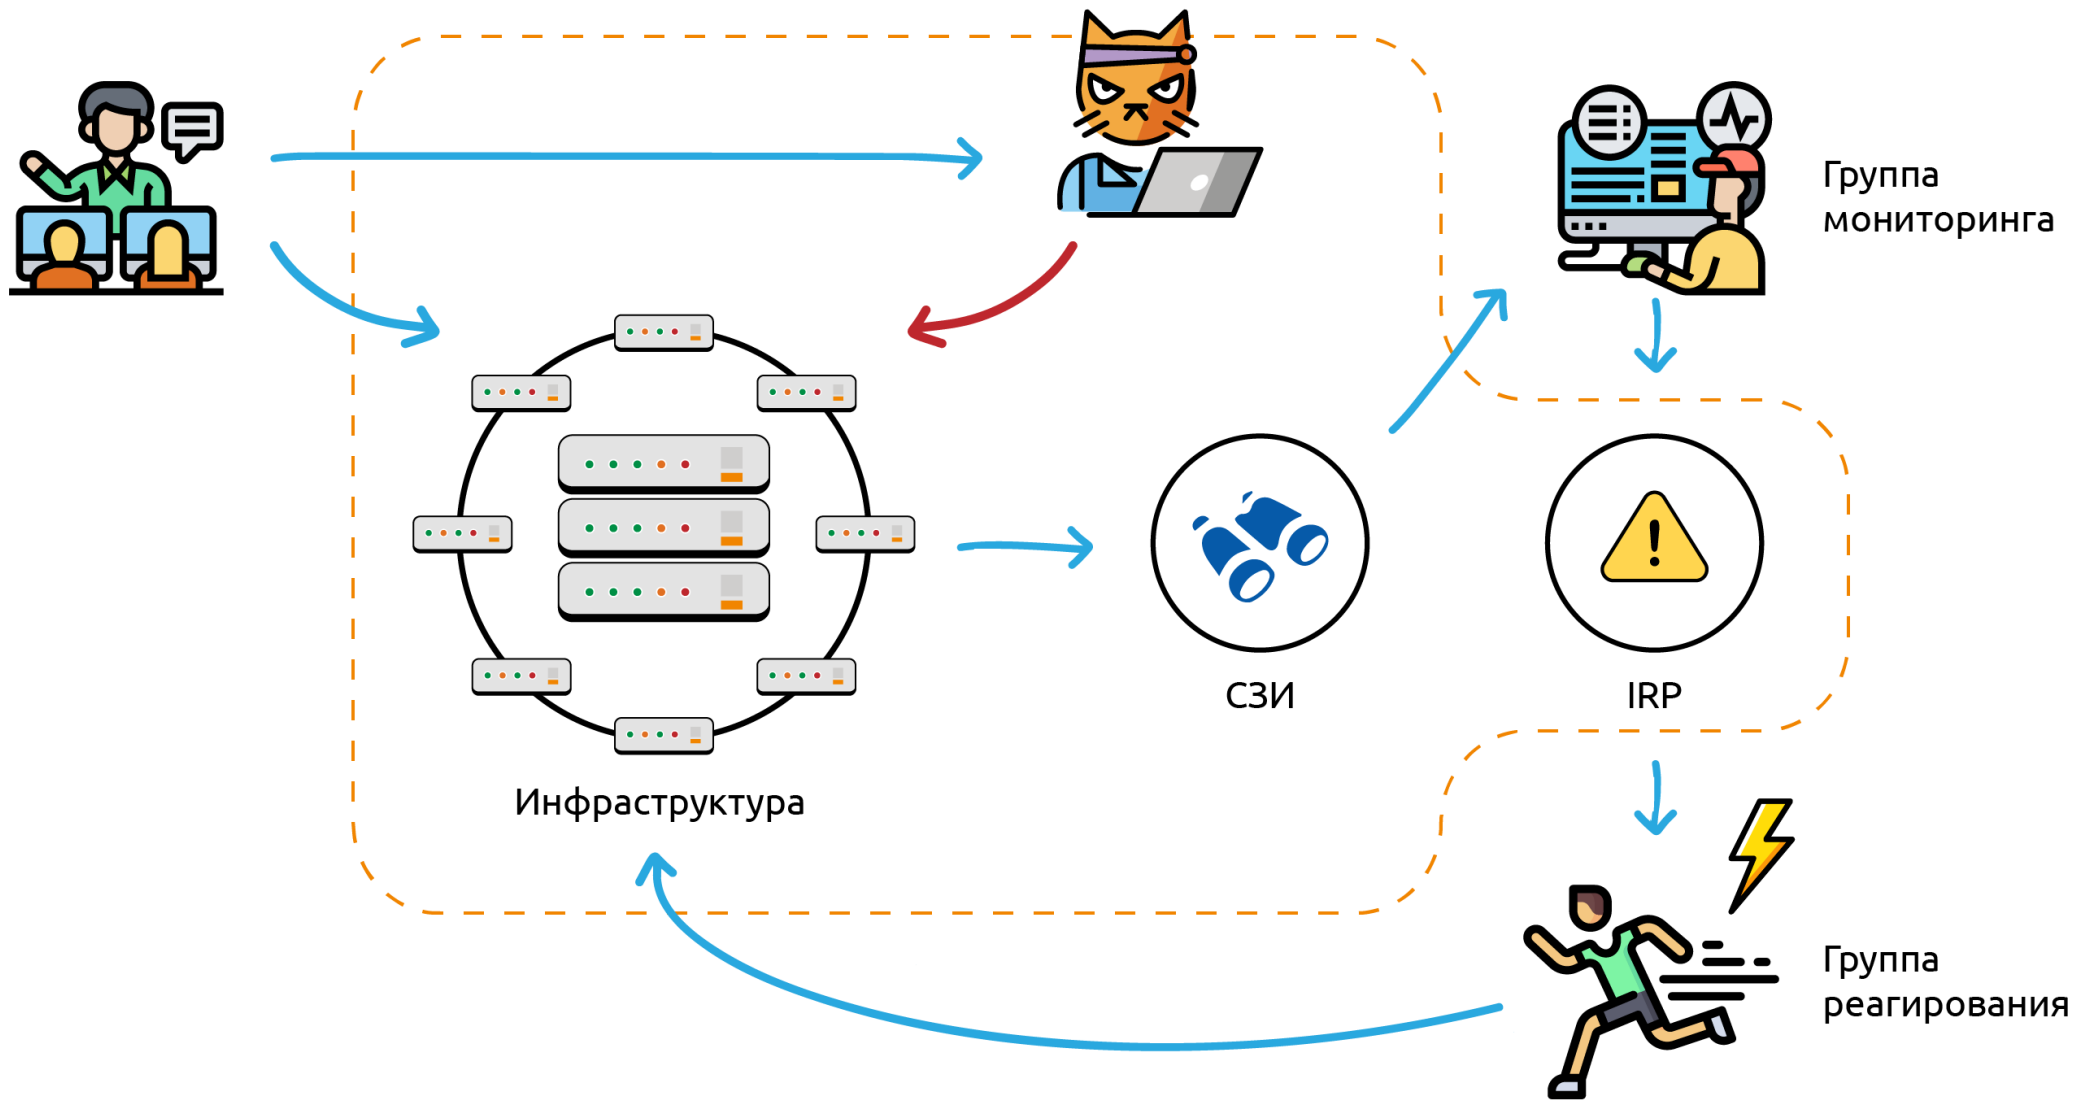 Группа
мониторинга
СЗИ
IRP
Инфраструктура
Группа
реагирования